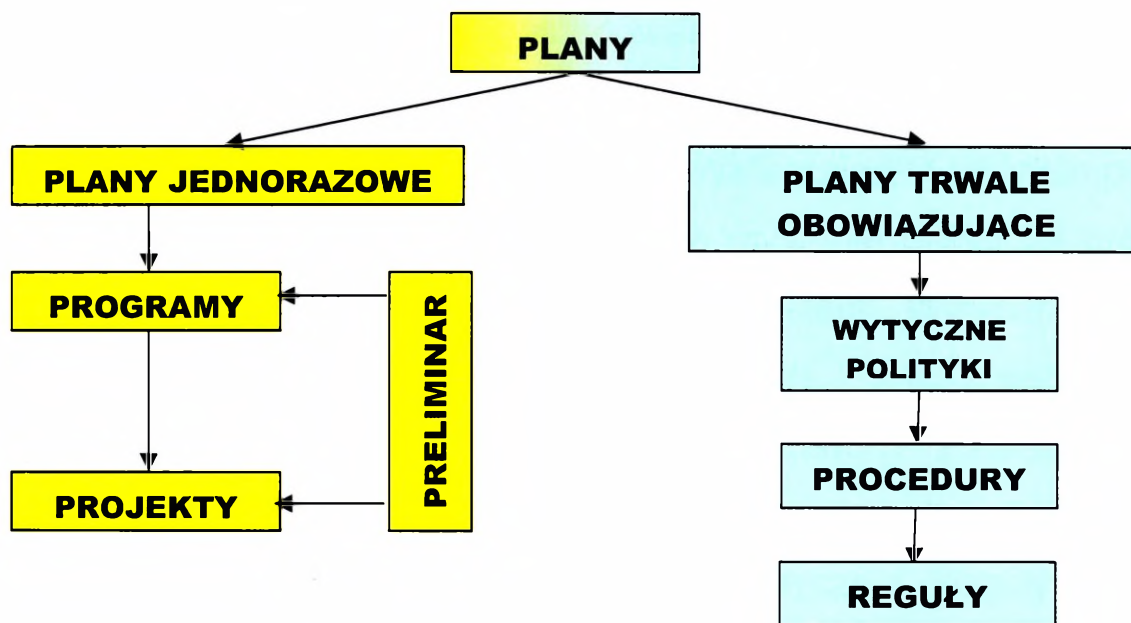 PLANY
PLANY JEDNORAZOWE
PLANY TRWALE
OBOWIĄZUJĄCE
PROGRAMY
PRELIMINAR
WYTYCZNE
POLITYKI
PROJEKTY
PROCEDURY
REGUŁY